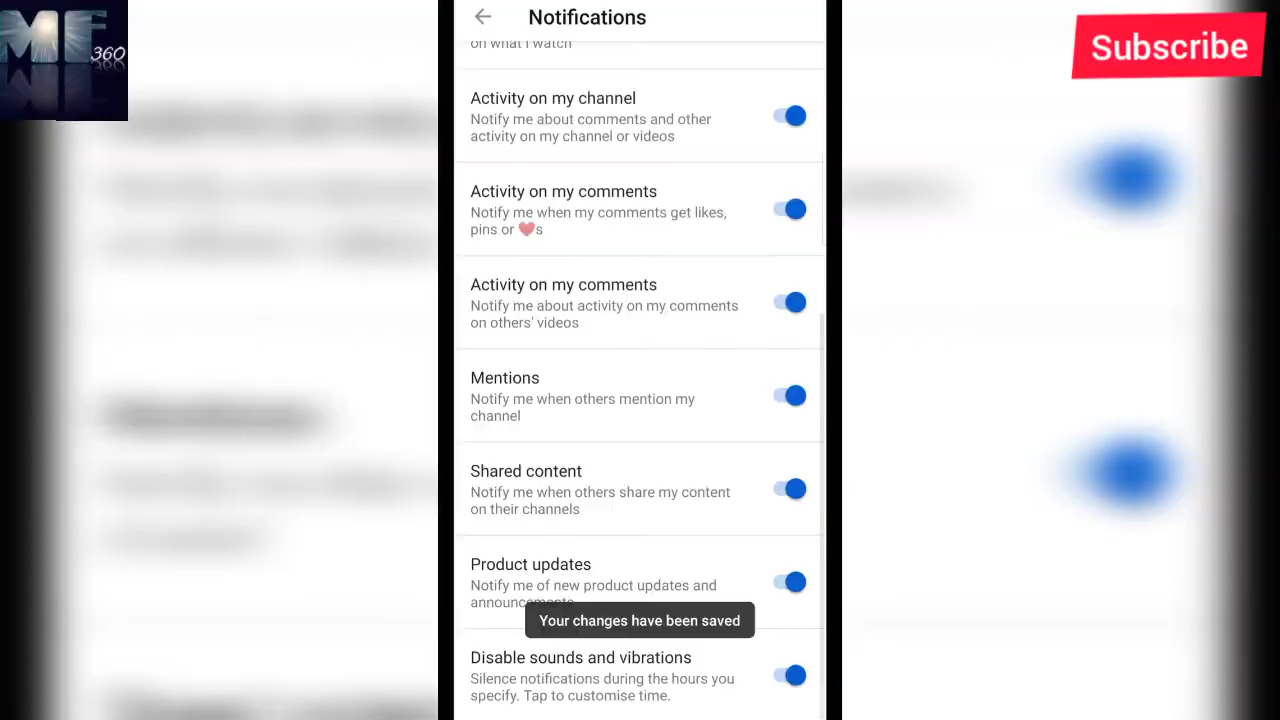 MF
360
Subscribe
Notifications
on what I watch
Activity on my channel
Notify me about comments and other
activity on my channel or videos
Activity on my comments
Notify me when my comments get likes,
pins or ❤️s
Activity on my comments
Notify me about activity on my comments
on others' videos
Mentions
Notify me when others mention my
channel
Shared content
Notify me when others share my content
on their channels
Product updates
Notify me of new product updates and
announcements
Your changes have been saved
Disable sounds and vibrations
Silence notifications during the hours you
specify. Tap to customise time.